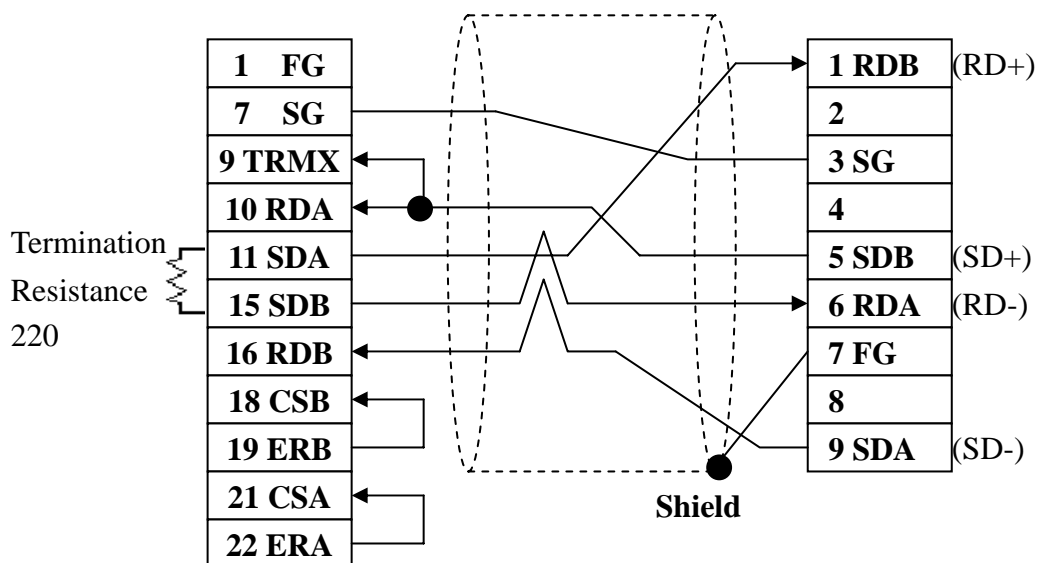 1 FG
7 SG
9 TRMX
10 RDA
11 SDA
15 SDB
16 RDB
18 CSB
19 ERB
21 CSA
22 ERA
Termination
Resistance
220
Shield
1 RDB (RD+)
2
3 SG
4
5 SDB (SD+)
6 RDA (RD-)
7 FG
8
9 SDA (SD-)